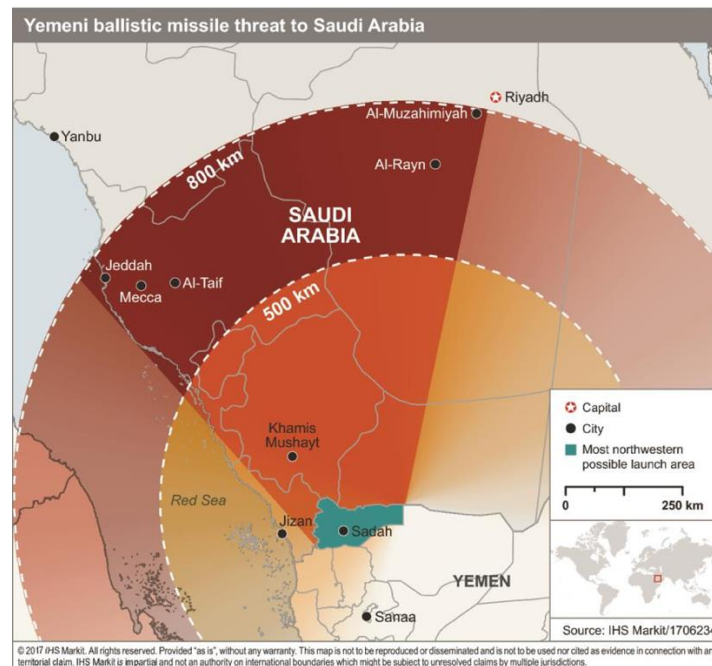 Yemeni ballistic missile threat to Saudi Arabia
Riyadh
Al-Muzahimiyah
Yanbu
Al-Rayn
800 km
SAUDI
ARABIA
Jeddah
Al-Taif
Mecca
500 km
Capital
City
Most northwestern
possible launch area
Khamis
Mushayt
Red Sea
0
250 km
Jizan
Sadah
YEMEN
Sanaa
Source: IHS Markit/1706234
© 2017 IHS Markit. All rights reserved. Provided "as is", without any warranty. This map is not to be reproduced or disseminated and is not to be used nor cited as evidence in connection with an
territorial claim. IHS Markit is impartial and not an authority on international boundaries which might be subject to unresolved claims by multiple jurisdictions.